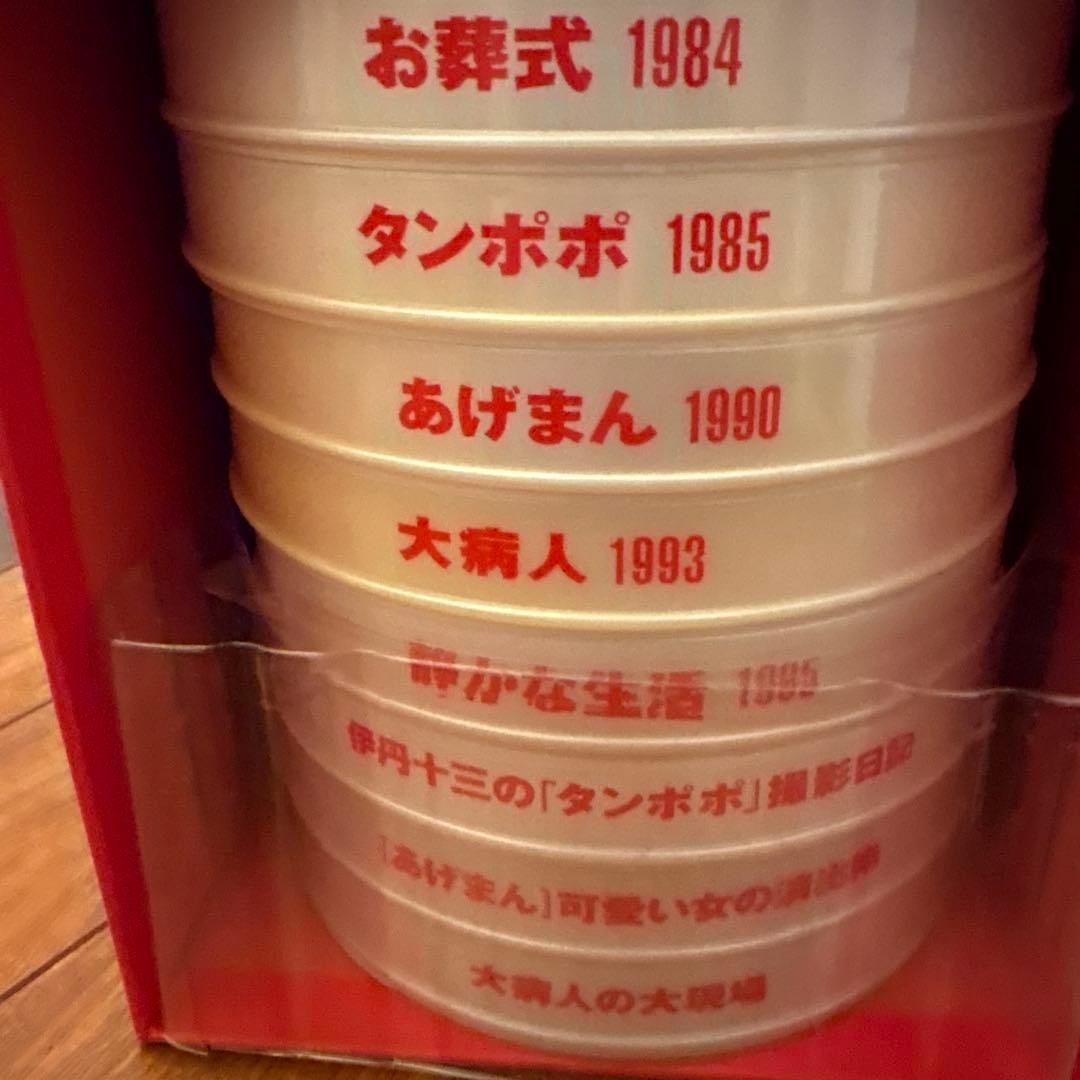 お葬式 1984
タンポポ 1985
あげまん 1990
大病人 1993
静かな生活 1995
伊丹十三の「タンポポ」撮影日記
[あげまん]可愛い女の演出術
大病人の大現場